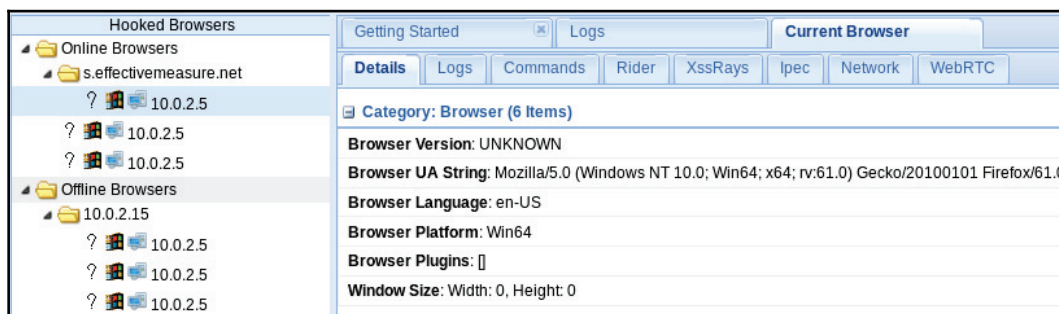 Hooked Browsers
Online Browsers
s.effectivemeasure.net
? 10.0.2.5
? 10.0.2.5
? 10.0.2.5
Offline Browsers
10.0.2.15
? 10.0.2.5
? 10.0.2.5
? 10.0.2.5
Getting Started Logs Current Browser
Details Logs Commands Rider XssRays Ipec Network WebRTC
Category: Browser (6 Items)
Browser Version: UNKNOWN
Browser UA String: Mozilla/5.0 (Windows NT 10.0; Win64; x64; rv:61.0) Gecko/20100101 Firefox/61.0
Browser Language: en-US
Browser Platform: Win64
Browser Plugins: []
Window Size: Width: 0, Height: 0